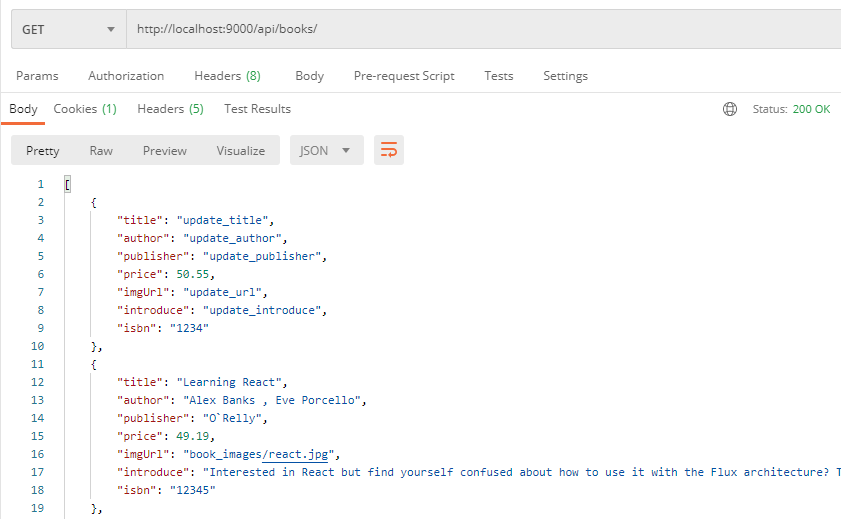 GET http://localhost:9000/api/books/
Params Authorization Headers (8) Body Pre-request Script Tests Settings
Body Cookies (1) Headers (5) Test Results Status: 200 OK
Pretty Raw Preview Visualize JSON
1 [
2 {
3 "title": "update_title",
4 "author": "update_author",
5 "publisher": "update_publisher",
6 "price": 50.55,
7 "imgUrl": "update_url",
8 "introduce": "update_introduce",
9 "isbn": "1234"
10 },
11 {
12 "title": "Learning React",
13 "author": "Alex Banks , Eve Porcello",
14 "publisher": "O`Relly",
15 "price": 49.19,
16 "imgUrl": "book_images/react.jpg",
17 "introduce": "Interested in React but find yourself confused about how to use it with the Flux architecture? T
18 "isbn": "12345"
19 },